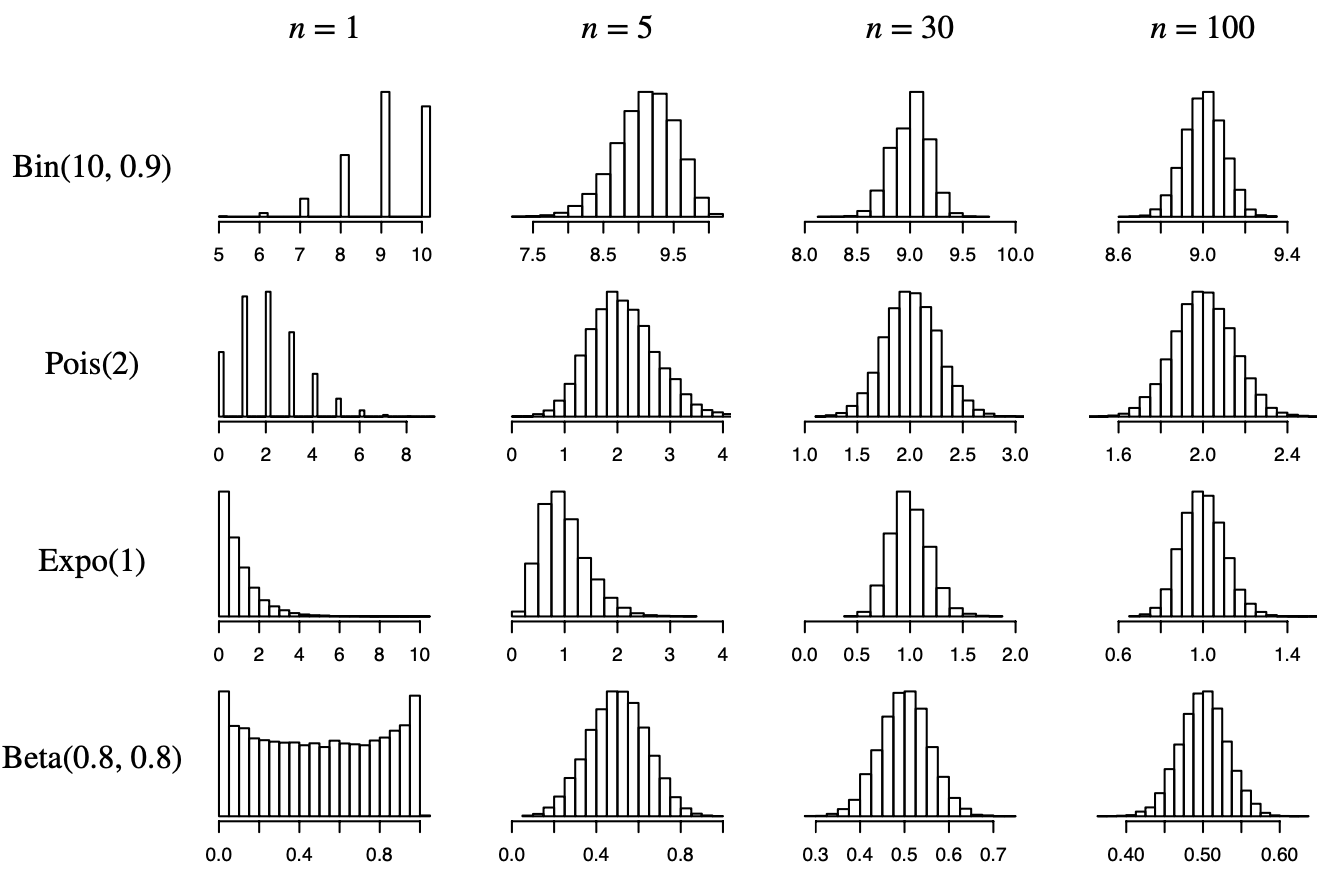 n = 1 n = 5 n = 30 n = 100
Bin(10, 0.9)
5 6 7 8 9 10 7.5 8.5 9.5 8.0 8.5 9.0 9.5 10.0 8.6 9.0 9.4
Pois(2)
0 2 4 6 8 0 1 2 3 4 1.0 1.5 2.0 2.5 3.0 1.6 2.0 2.4
Expo(1)
0 2 4 6 8 10 0 1 2 3 4 0.0 0.5 1.0 1.5 2.0 0.6 1.0 1.4
Beta(0.8, 0.8)
0.0 0.4 0.8 0.0 0.4 0.8 0.3 0.4 0.5 0.6 0.7 0.40 0.50 0.60